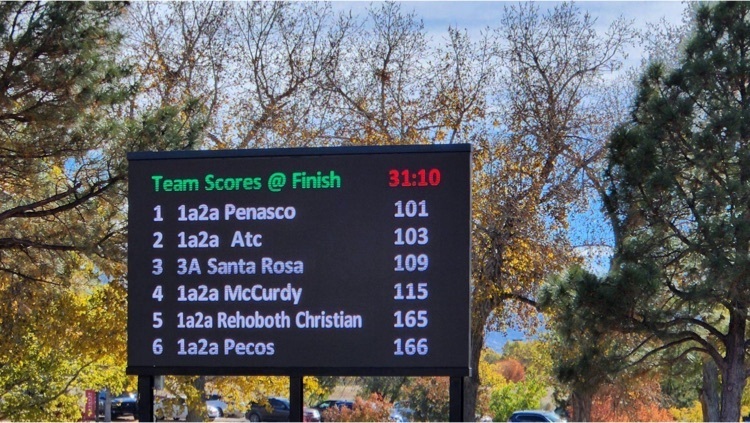 Team Scores @ Finish 31:10
1 1a2a Penasco 101
2 1a2a Atc 103
3 3A Santa Rosa 109
4 1a2a McCurdy 115
5 1a2a Rehoboth Christian 165
6 1a2a Pecos 166